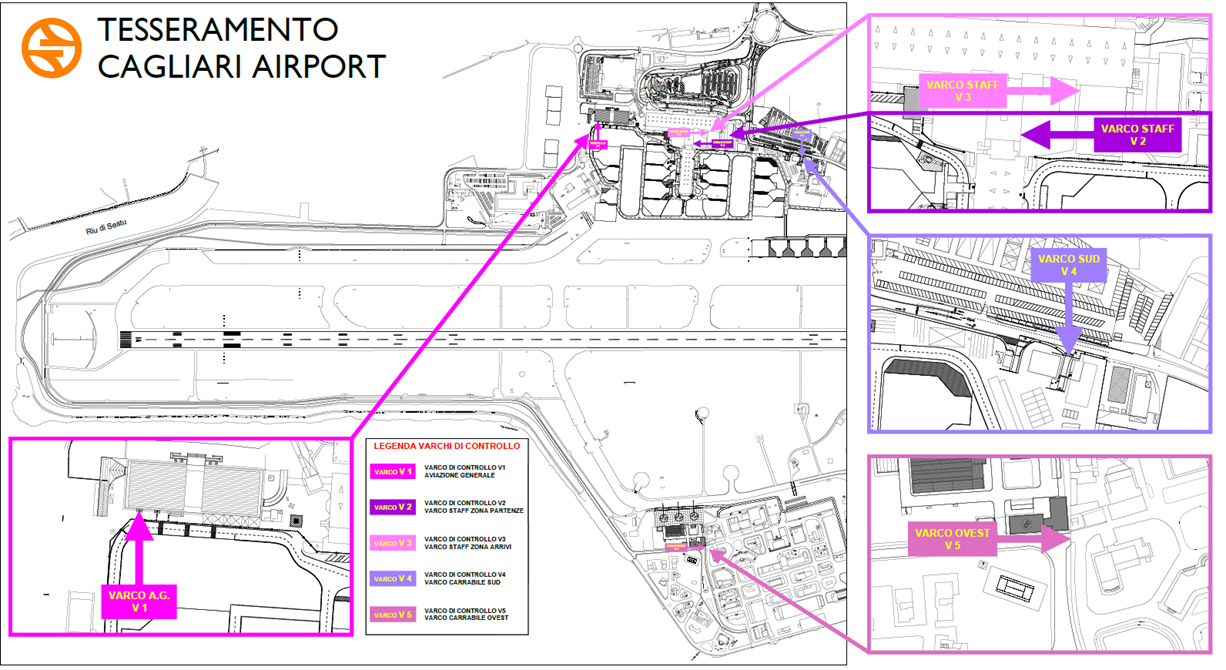 TESSERAMENTO
CAGLIARI AIRPORT
Riu di Sestu
VARCO STAFF
V 3
VARCO STAFF
V 2
VARCO SUD
V 4
VARCO OVEST
V 5
VARCO A.G.
V 1
LEGENDA VARCHI DI CONTROLLO
VARCO V 1
VARCO DI CONTROLLO V1
AVIAZIONE GENERALE
VARCO V 2
VARCO DI CONTROLLO V2
VARCO STAFF ZONA PARTENZE
VARCO V 3
VARCO DI CONTROLLO V3
VARCO STAFF ZONA ARRIVI
VARCO V 4
VARCO DI CONTROLLO V4
VARCO CARRABILE SUD
VARCO V 5
VARCO DI CONTROLLO V5
VARCO CARRABILE OVEST